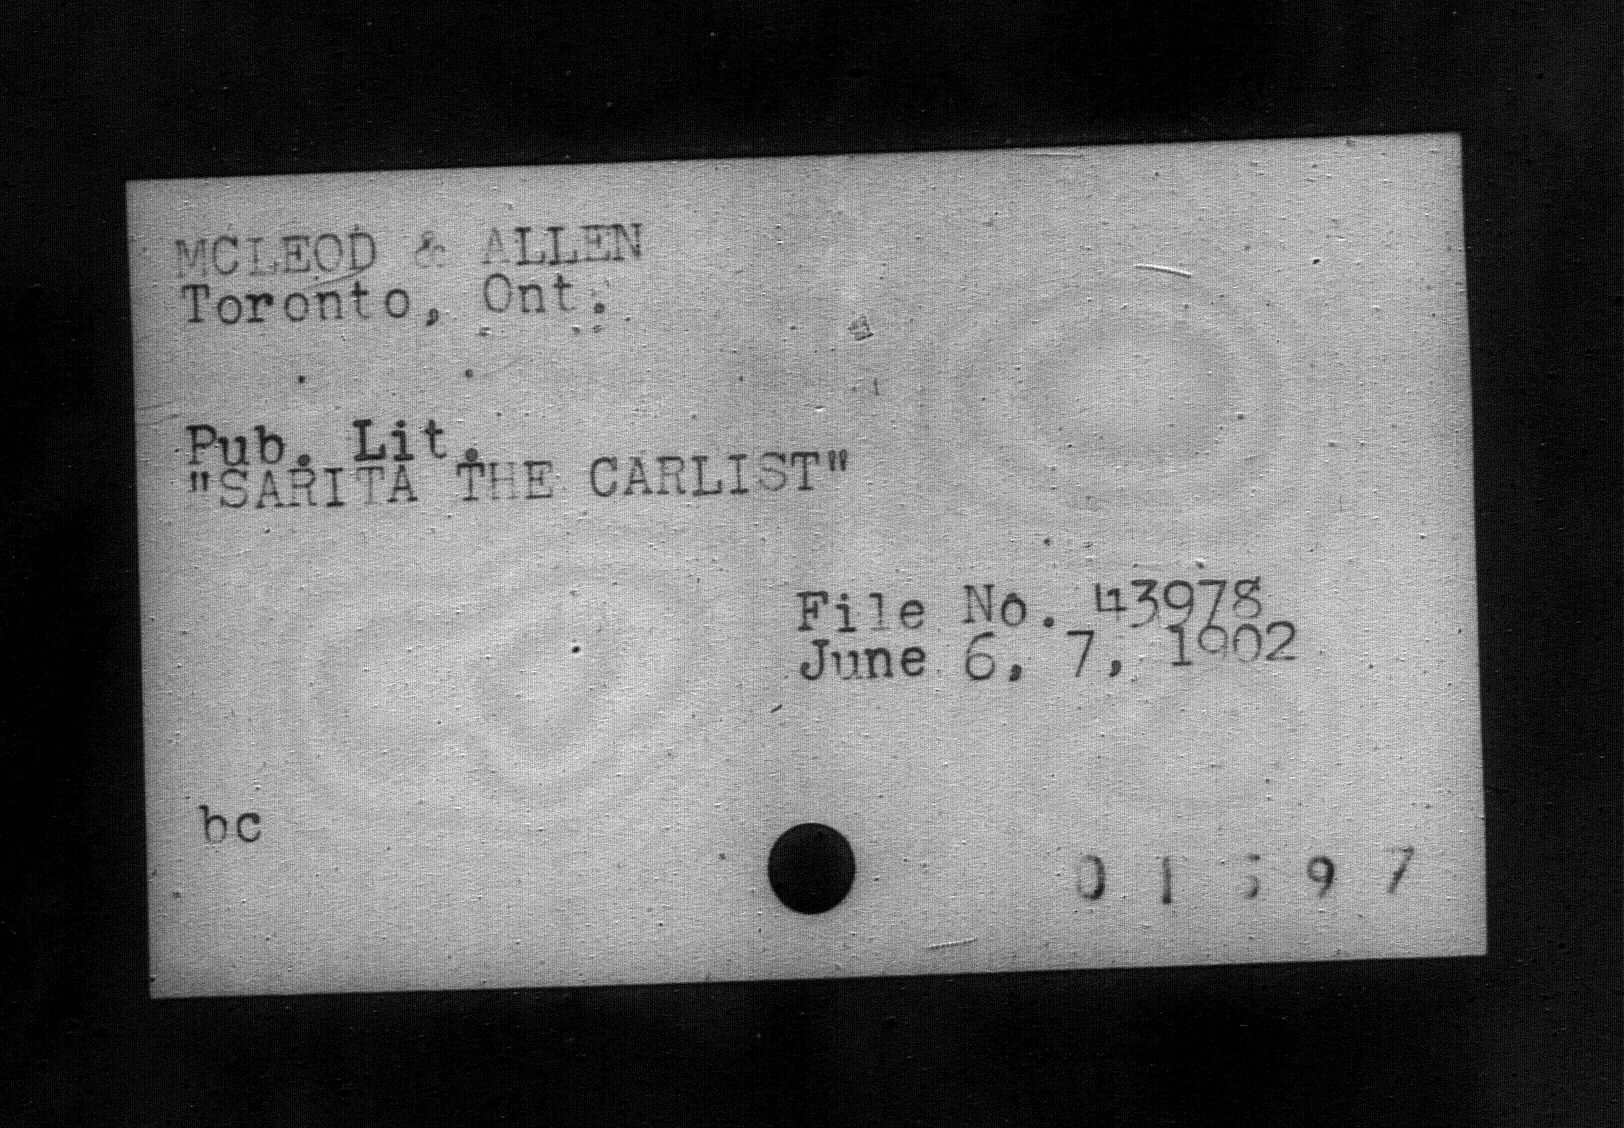 MCLEOD & ALLEN
Toronto, Ont.
Pub. Lit.
"SARITA THE CARLIST"
File No. 43978
June 6, 7, 1902
bc